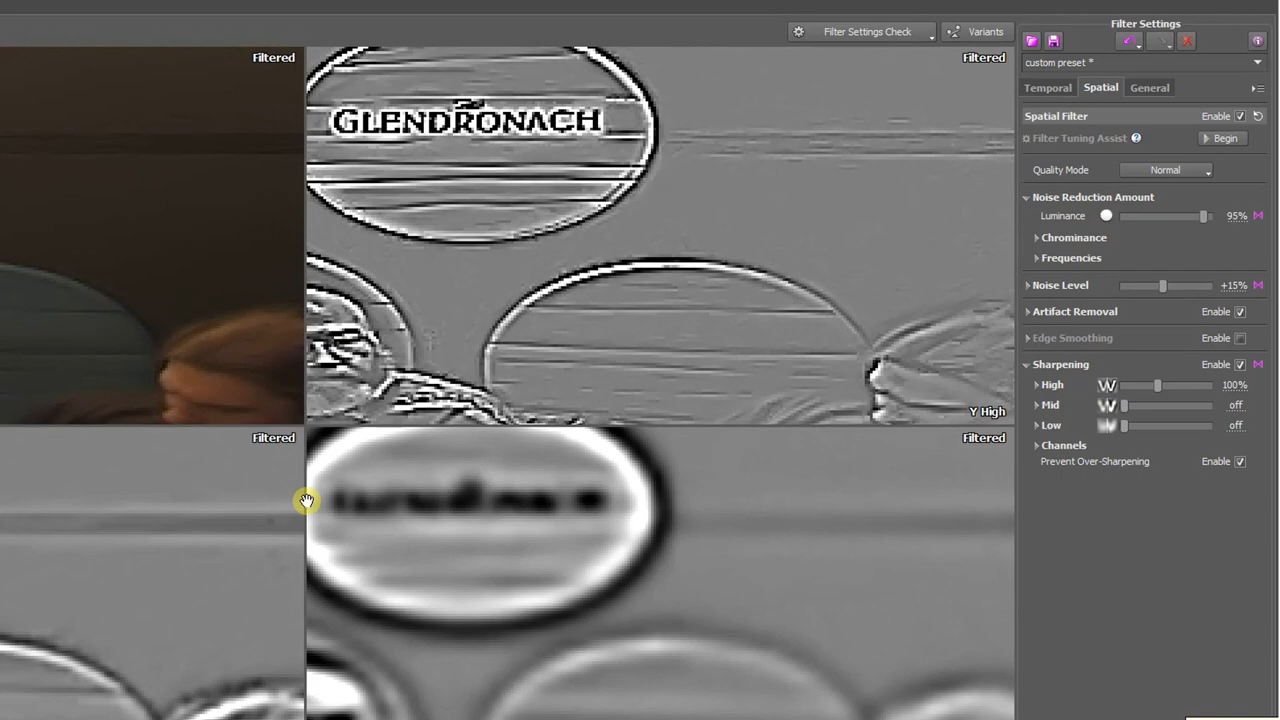 Filter Settings
Filter Settings Check
Variants
Filtered
Filtered
GLENDRONACH
Y High
Filtered
Filtered
custom preset *
Temporal
Spatial
General
Spatial Filter
Enable
Filter Tuning Assist
?
Begin
Quality Mode
Normal
Noise Reduction Amount
Luminance
95%
Chrominance
Frequencies
Noise Level
+15%
Artifact Removal
Enable
Edge Smoothing
Enable
Sharpening
Enable
High
100%
Mid
off
Low
off
Channels
Prevent Over-Sharpening
Enable